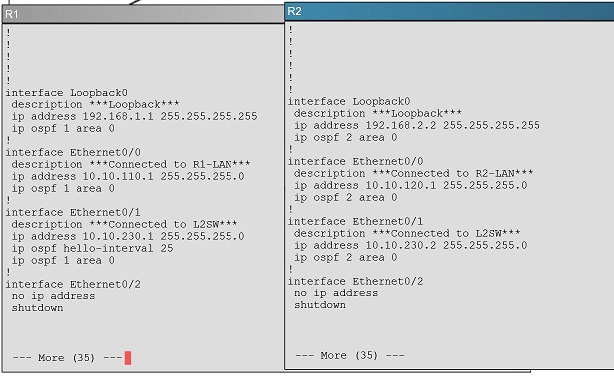 R1
!
!
!
!
!
interface Loopback0
 description ***Loopback***
 ip address 192.168.1.1 255.255.255.255
 ip ospf 1 area 0
!
interface Ethernet0/0
 description ***Connected to R1-LAN***
 ip address 10.10.110.1 255.255.255.0
 ip ospf 1 area 0
!
interface Ethernet0/1
 description ***Connected to L2SW***
 ip address 10.10.230.1 255.255.255.0
 ip ospf hello-interval 25
 ip ospf 1 area 0
!
interface Ethernet0/2
 no ip address
 shutdown
--- More (35) ---
R2
!
!
!
!
!
!
interface Loopback0
 description ***Loopback***
 ip address 192.168.2.2 255.255.255.255
 ip ospf 2 area 0
!
interface Ethernet0/0
 description ***Connected to R2-LAN***
 ip address 10.10.120.1 255.255.255.0
 ip ospf 2 area 0
!
interface Ethernet0/1
 description ***Connected to L2SW***
 ip address 10.10.230.2 255.255.255.0
 ip ospf 2 area 0
!
interface Ethernet0/2
 no ip address
 shutdown
--- More (35) ---